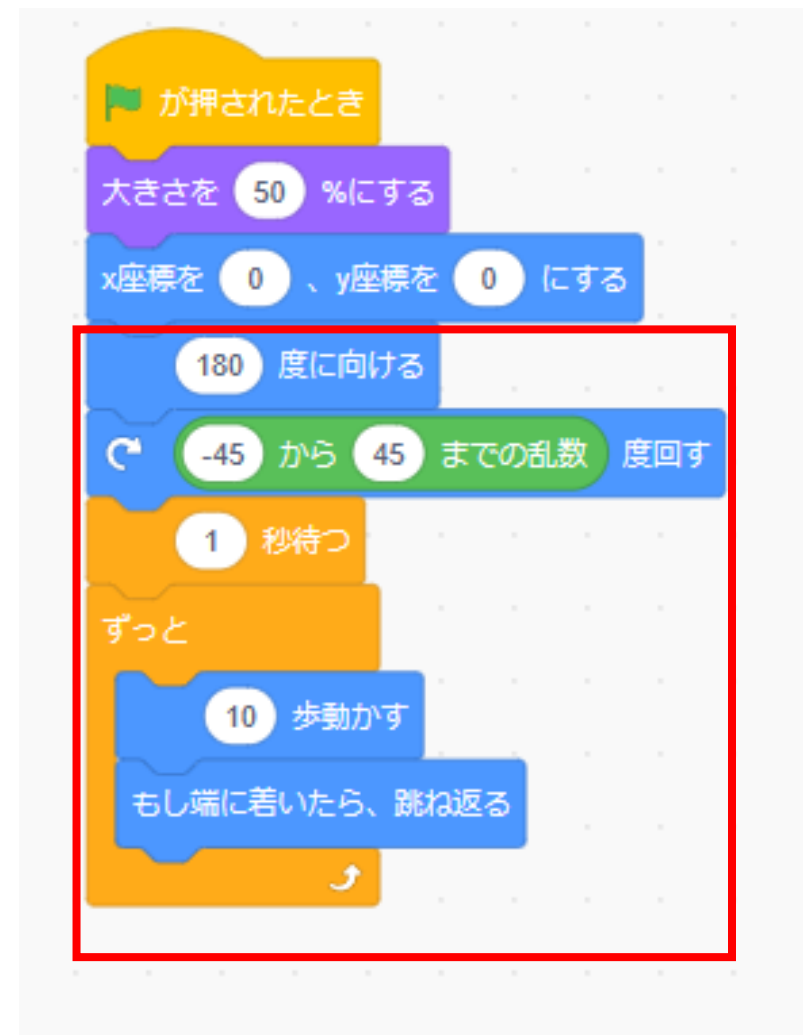 が押されたとき
大きさを 50 %にする
x座標を 0 、y座標を 0 にする
180 度に向ける
-45 から 45 までの乱数 度回す
1 秒待つ
ずっと
10 歩動かす
もし端に着いたら、跳ね返る